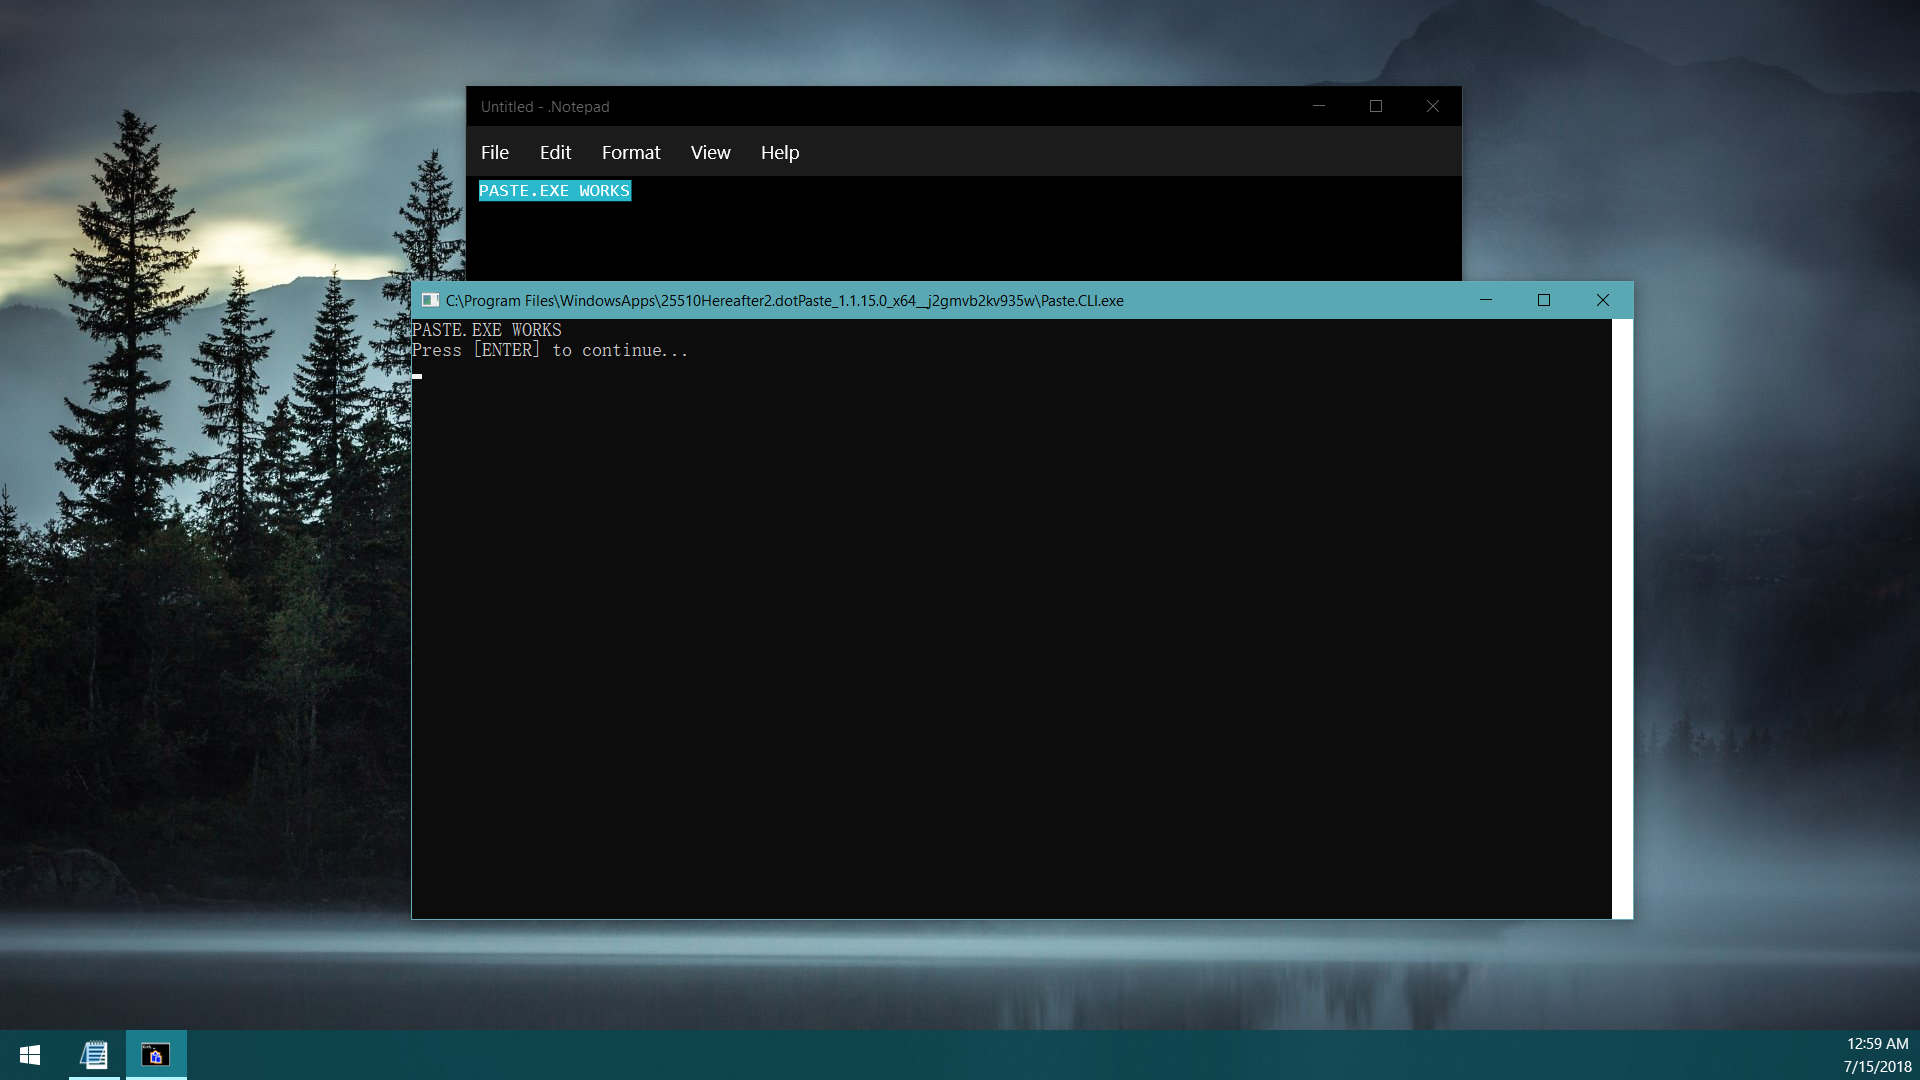 Untitled - .Notepad
File Edit Format View Help
PASTE.EXE WORKS
C:\Program Files\WindowsApps\25510Hereafter2.dotPaste_1.1.15.0_x64__j2gmvb2kv935w\Paste.CLI.exe
PASTE.EXE WORKS
Press [ENTER] to continue...
12:59 AM
7/15/2018